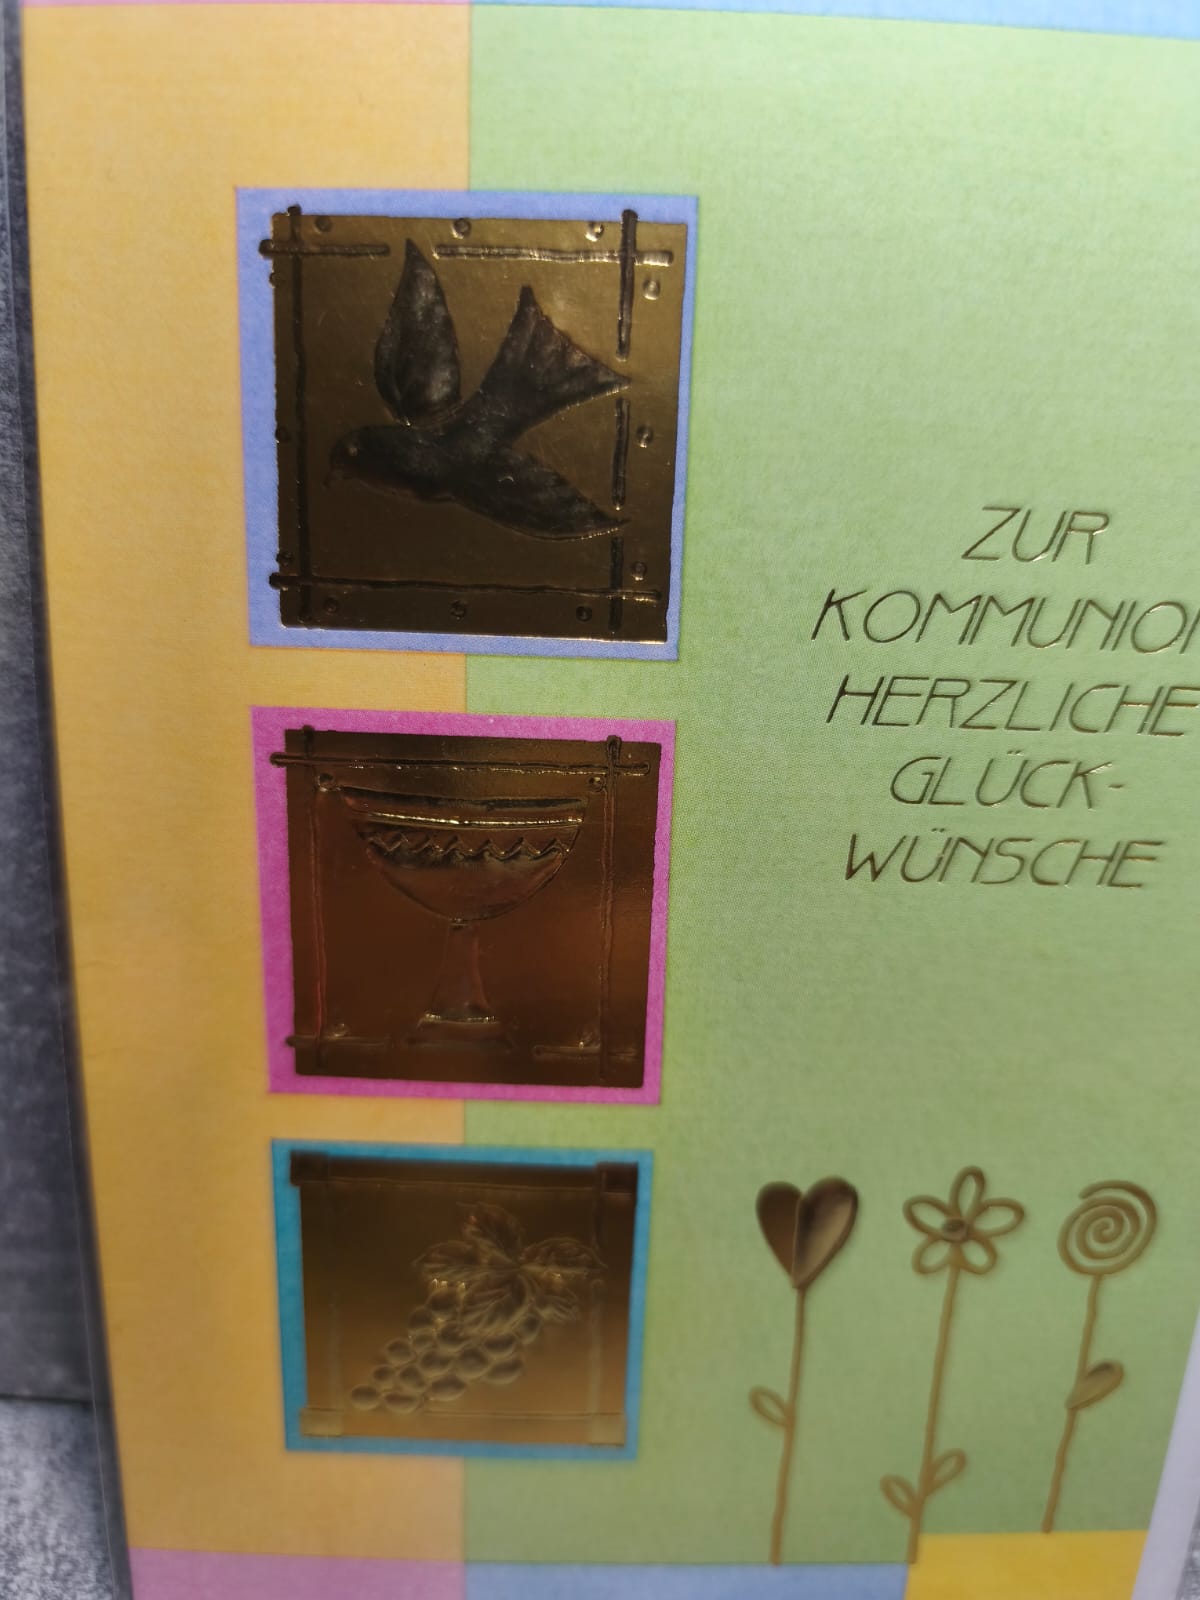 ZUR
KOMMUNION
HERZLICHE
GLÜCK-
WÜNSCHE